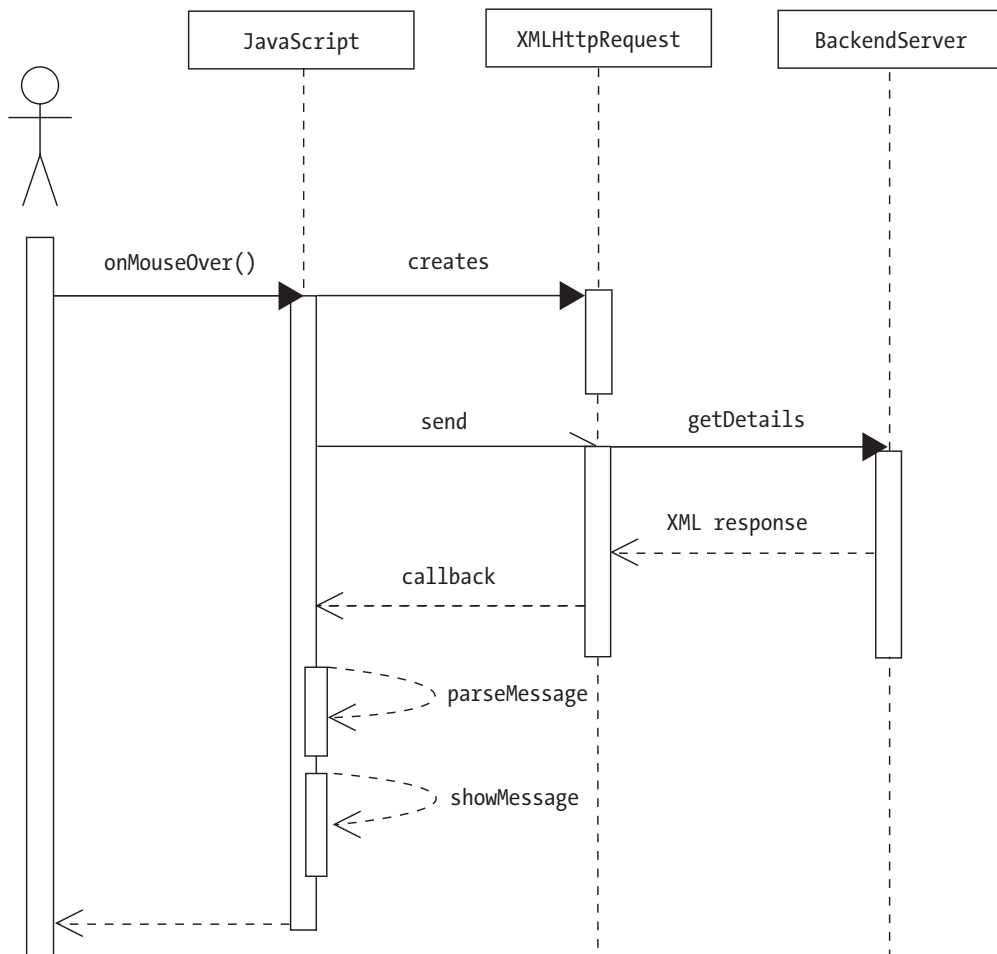 JavaScript
XMLHttpRequest
BackendServer
onMouseOver()
creates
send
getDetails
XML response
callback
parseMessage
showMessage